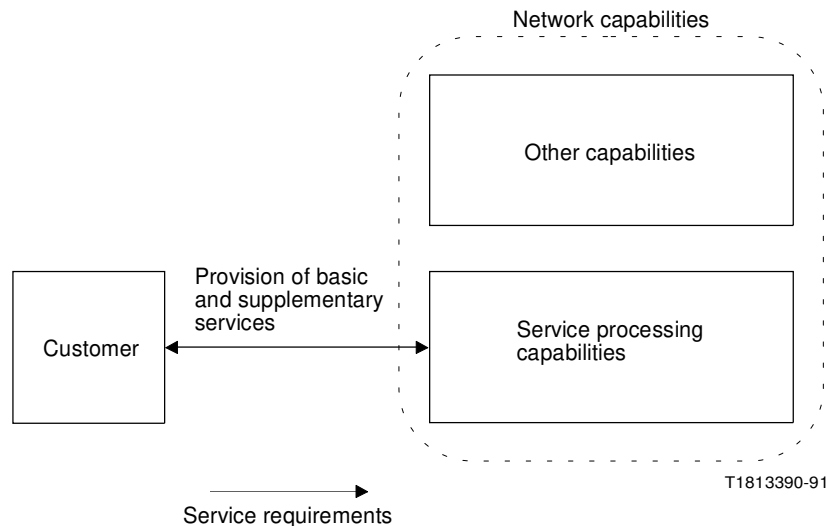 Network capabilities
Other capabilities
Provision of basic
and supplementary
services
Customer
Service processing
capabilities
T1813390-91
Service requirements